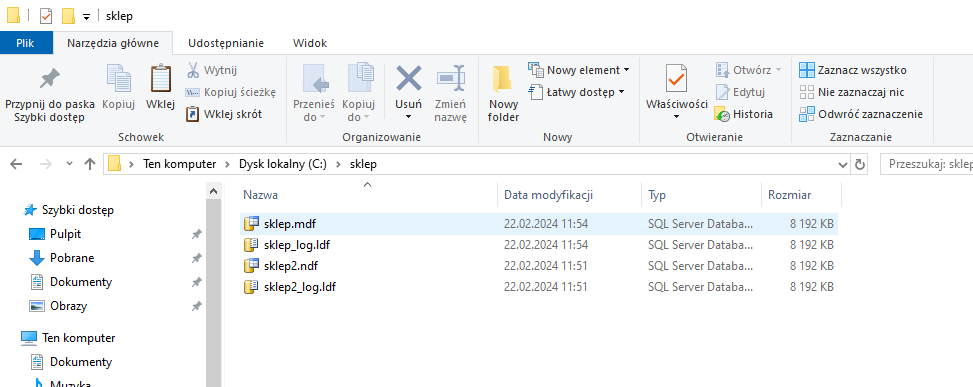 sklep
Plik Narzędzia główne Udostępnianie Widok
Przypnij do paska Szybki dostęp
Kopiuj
Wklej
Wytnij
Kopiuj ścieżkę
Wklej skrót
Schowek
Przenieś do
Kopiuj do
Usuń
Zmień nazwę
Organizowanie
Nowy folder
Nowy element
Łatwy dostęp
Nowy
Właściwości
Otwórz
Edytuj
Historia
Otwieranie
Zaznacz wszystko
Nie zaznaczaj nic
Odwróć zaznaczenie
Zaznaczanie
Ten komputer Dysk lokalny (C:) sklep
Przeszukaj: sklep
Szybki dostęp
Pulpit
Pobrane
Dokumenty
Obrazy
Ten komputer
Dokumenty
Muzyka
Nazwa Data modyfikacji Typ Rozmiar
sklep.mdf 22.02.2024 11:54 SQL Server Databa... 8 192 KB
sklep_log.ldf 22.02.2024 11:54 SQL Server Databa... 8 192 KB
sklep2.ndf 22.02.2024 11:51 SQL Server Databa... 8 192 KB
sklep2_log.ldf 22.02.2024 11:51 SQL Server Databa... 8 192 KB